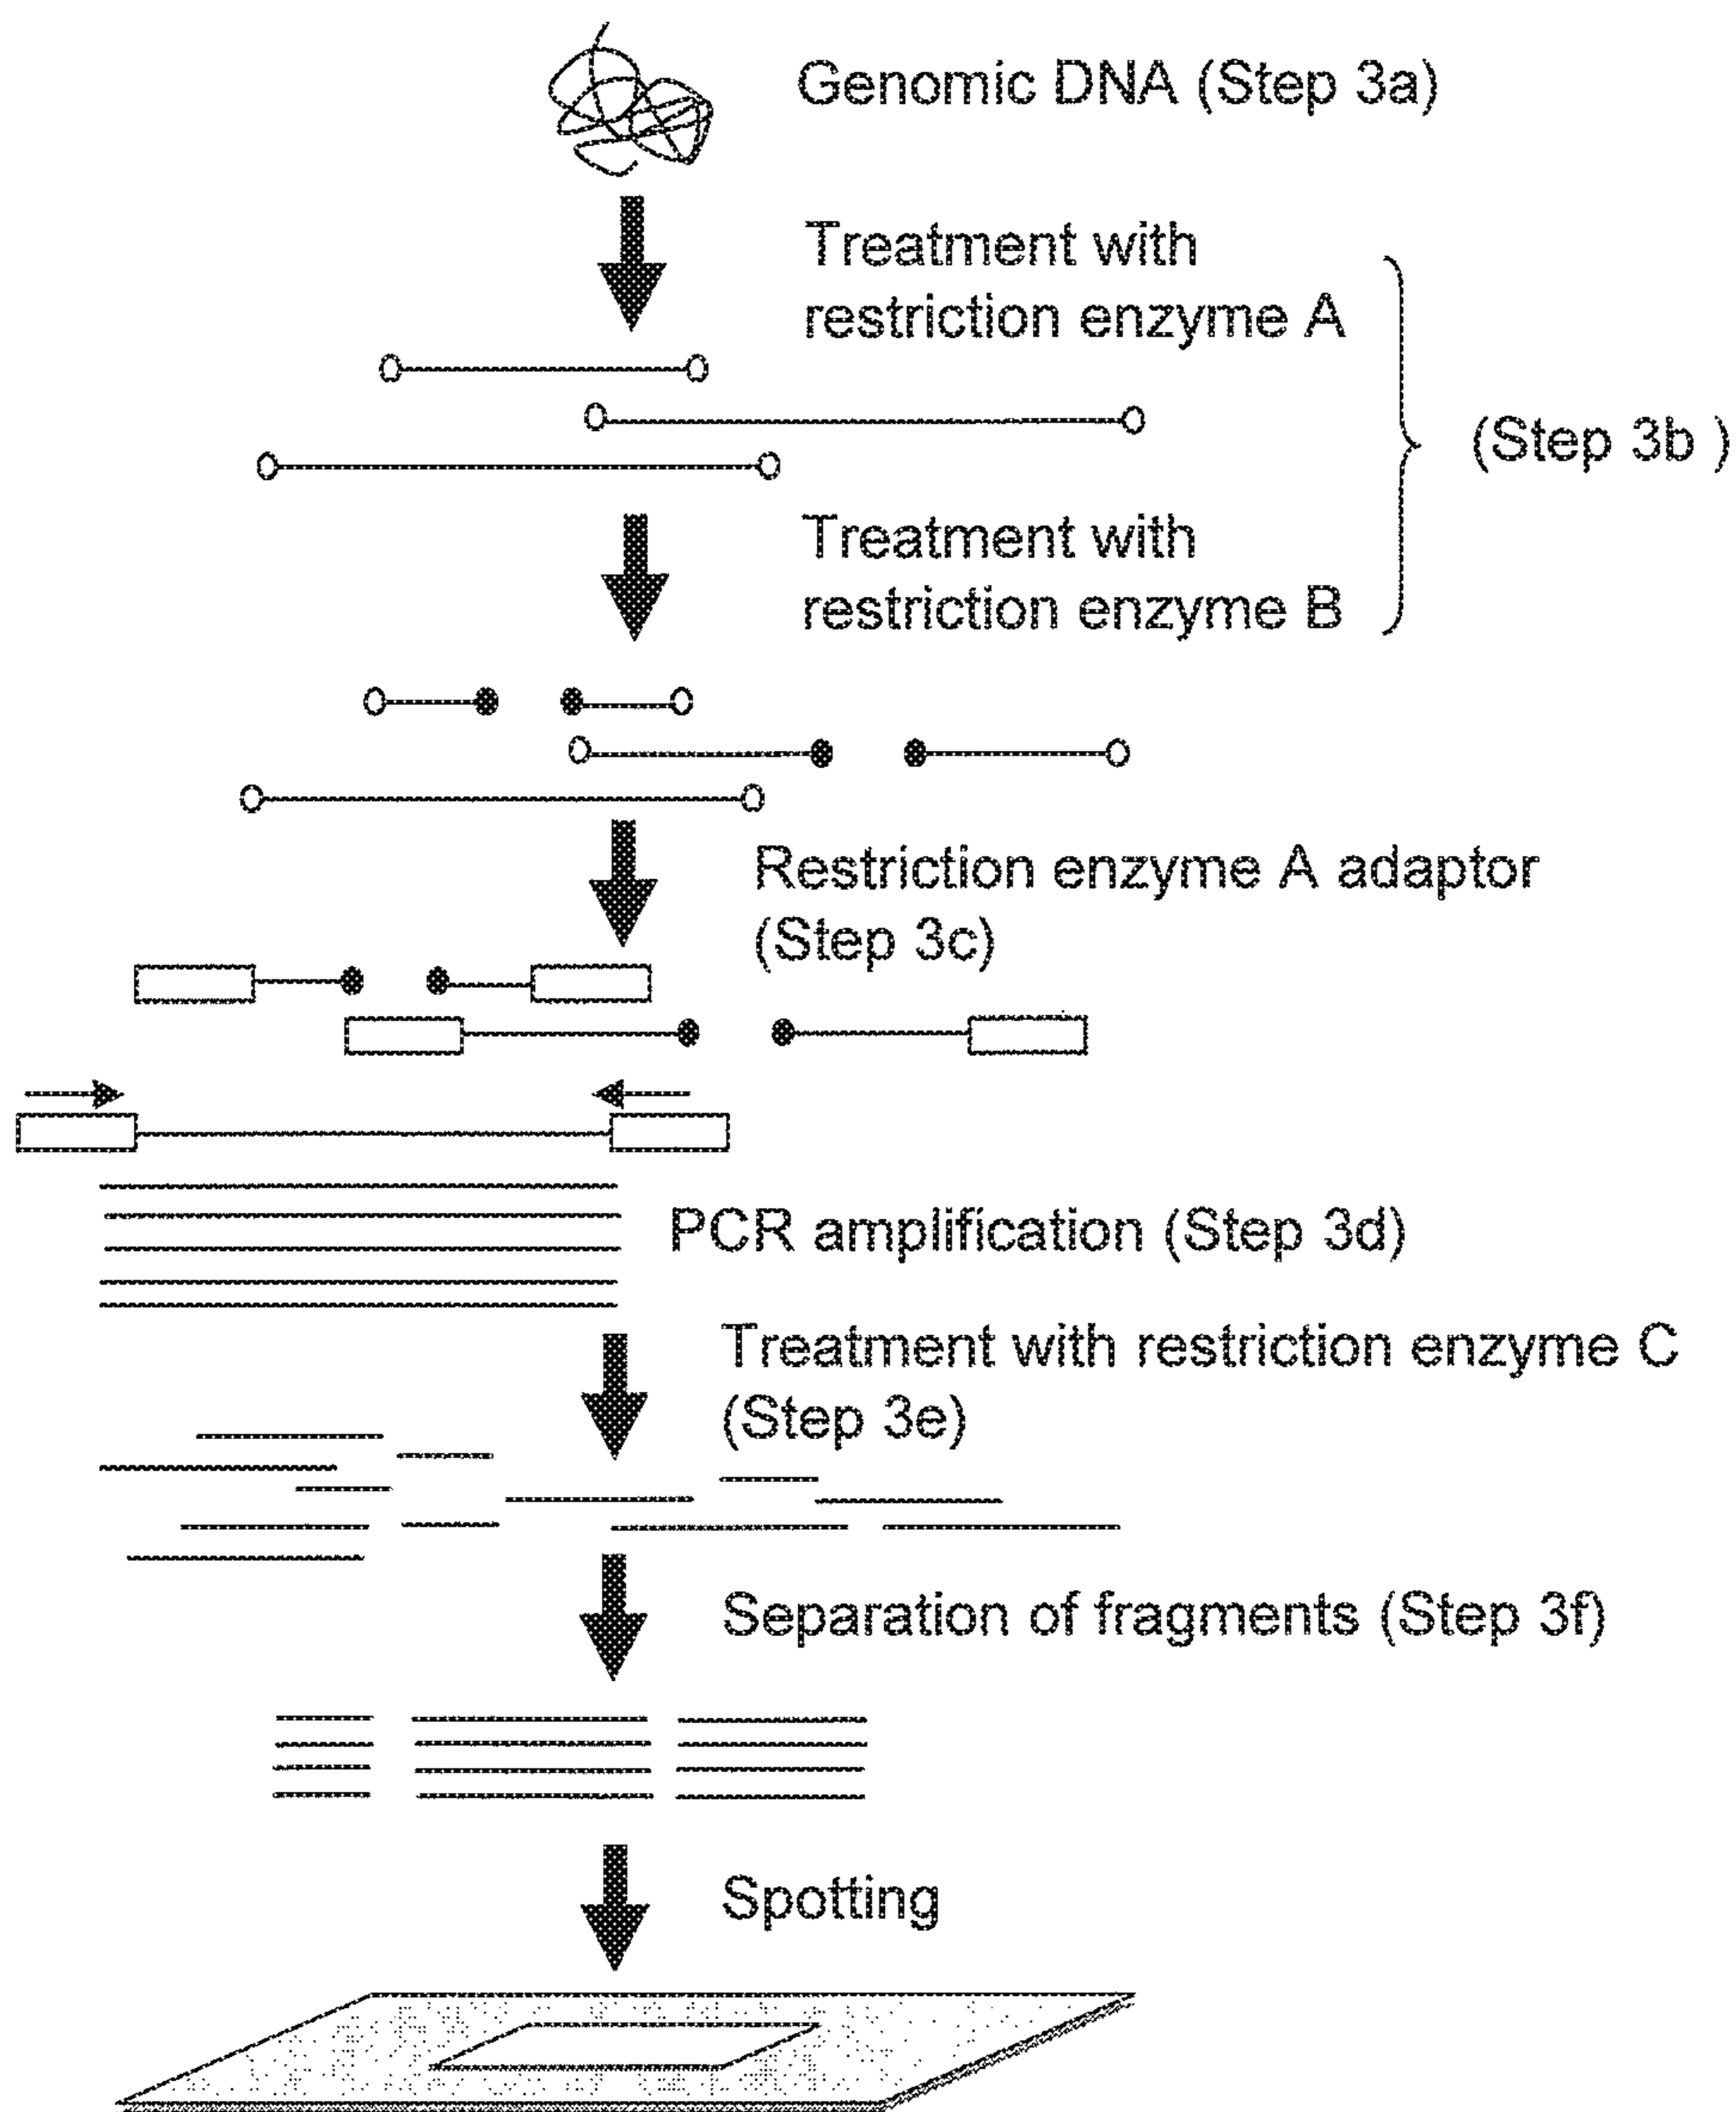 Genomic DNA (Step 3a)
Treatment with
restriction enzyme A
(Step 3b )
Treatment with
restriction enzyme B
Restriction enzyme A adaptor
(Step 3c)
PCR amplification (Step 3d)
Treatment with restriction enzyme C
(Step 3e)
Separation of fragments (Step 3f)
Spotting